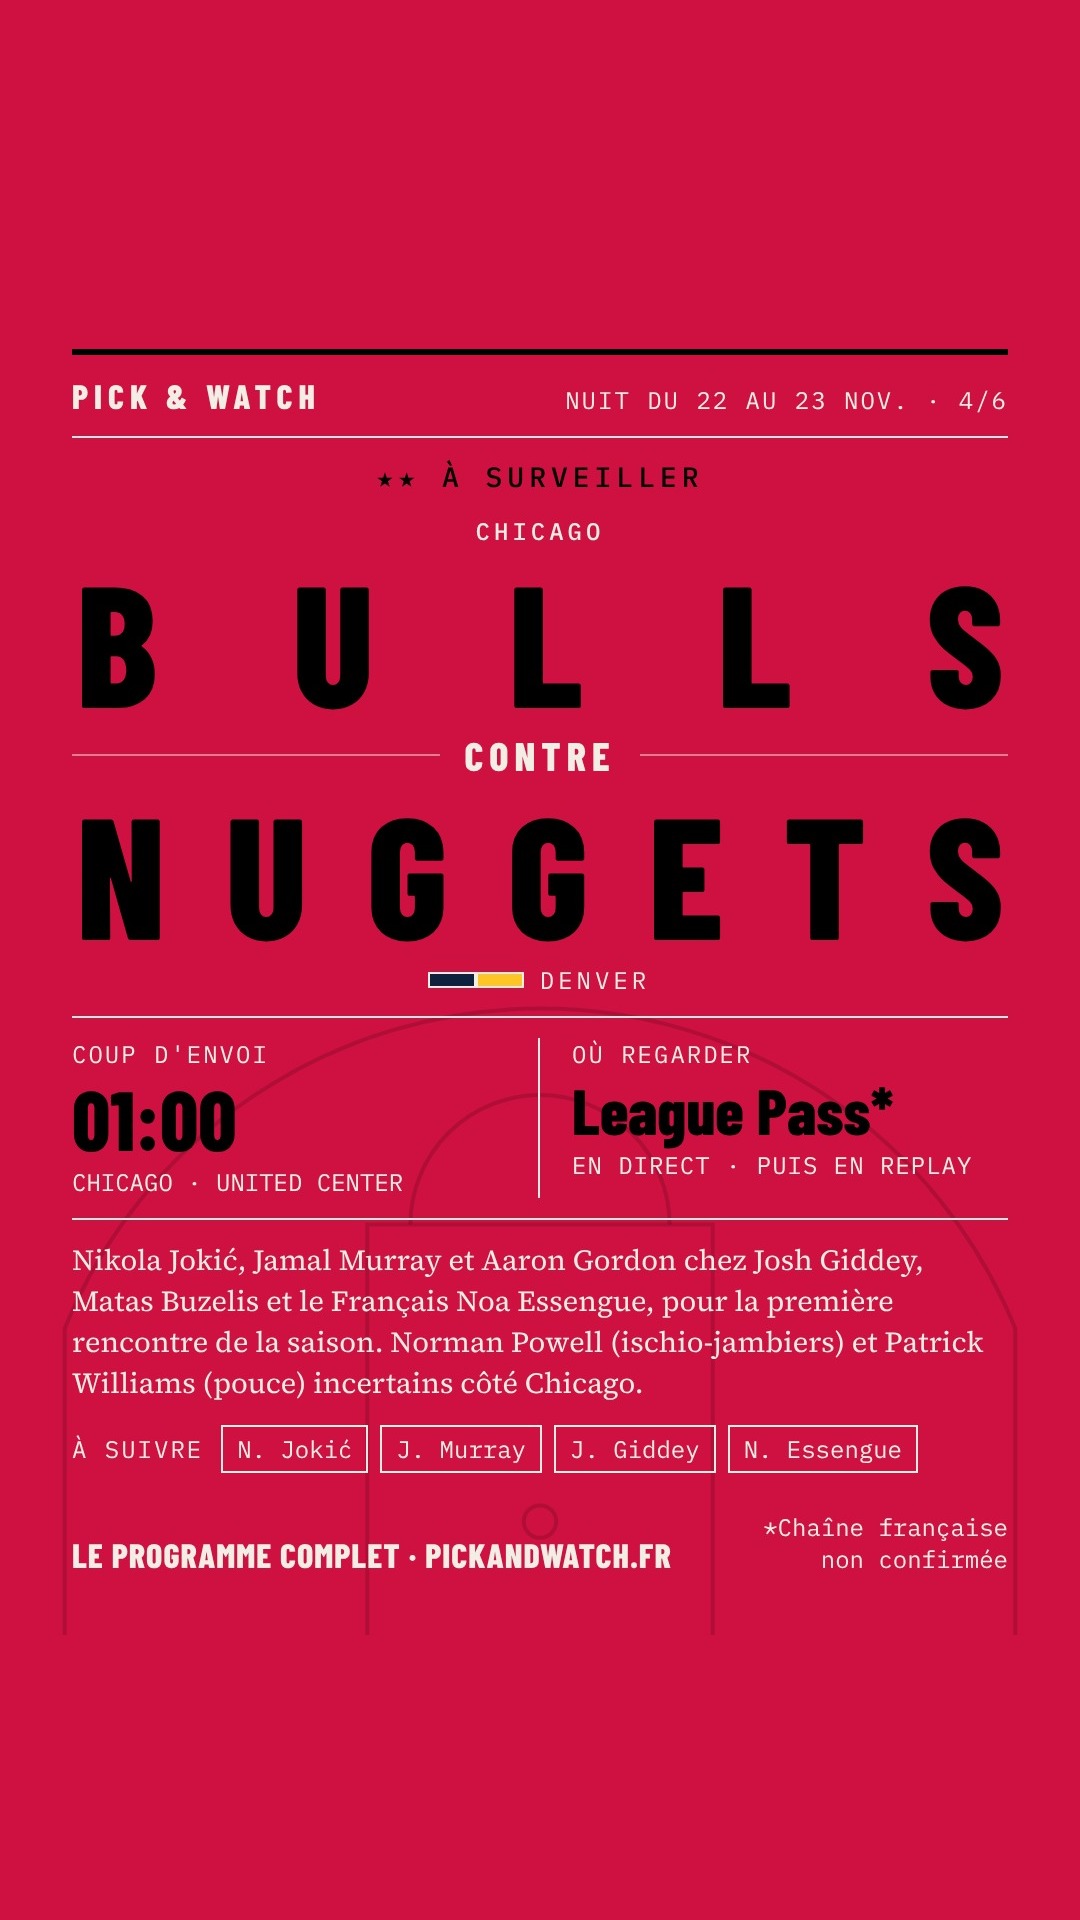 PICK & WATCH
NUIT DU 22 AU 23 NOV. · 4/6
★★ À SURVEILLER
CHICAGO
BULLS
CONTRE
NUGGETS
DENVER
COUP D'ENVOI
01:00
CHICAGO · UNITED CENTER
OÙ REGARDER
League Pass*
EN DIRECT · PUIS EN REPLAY
Nikola Jokić, Jamal Murray et Aaron Gordon chez Josh Giddey,
Matas Buzelis et le Français Noa Essengue, pour la première
rencontre de la saison. Norman Powell (ischio-jambiers) et Patrick
Williams (pouce) incertains côté Chicago.
À SUIVRE N. Jokić J. Murray J. Giddey N. Essengue
LE PROGRAMME COMPLET · PICKANDWATCH.FR
*Chaîne française
non confirmée